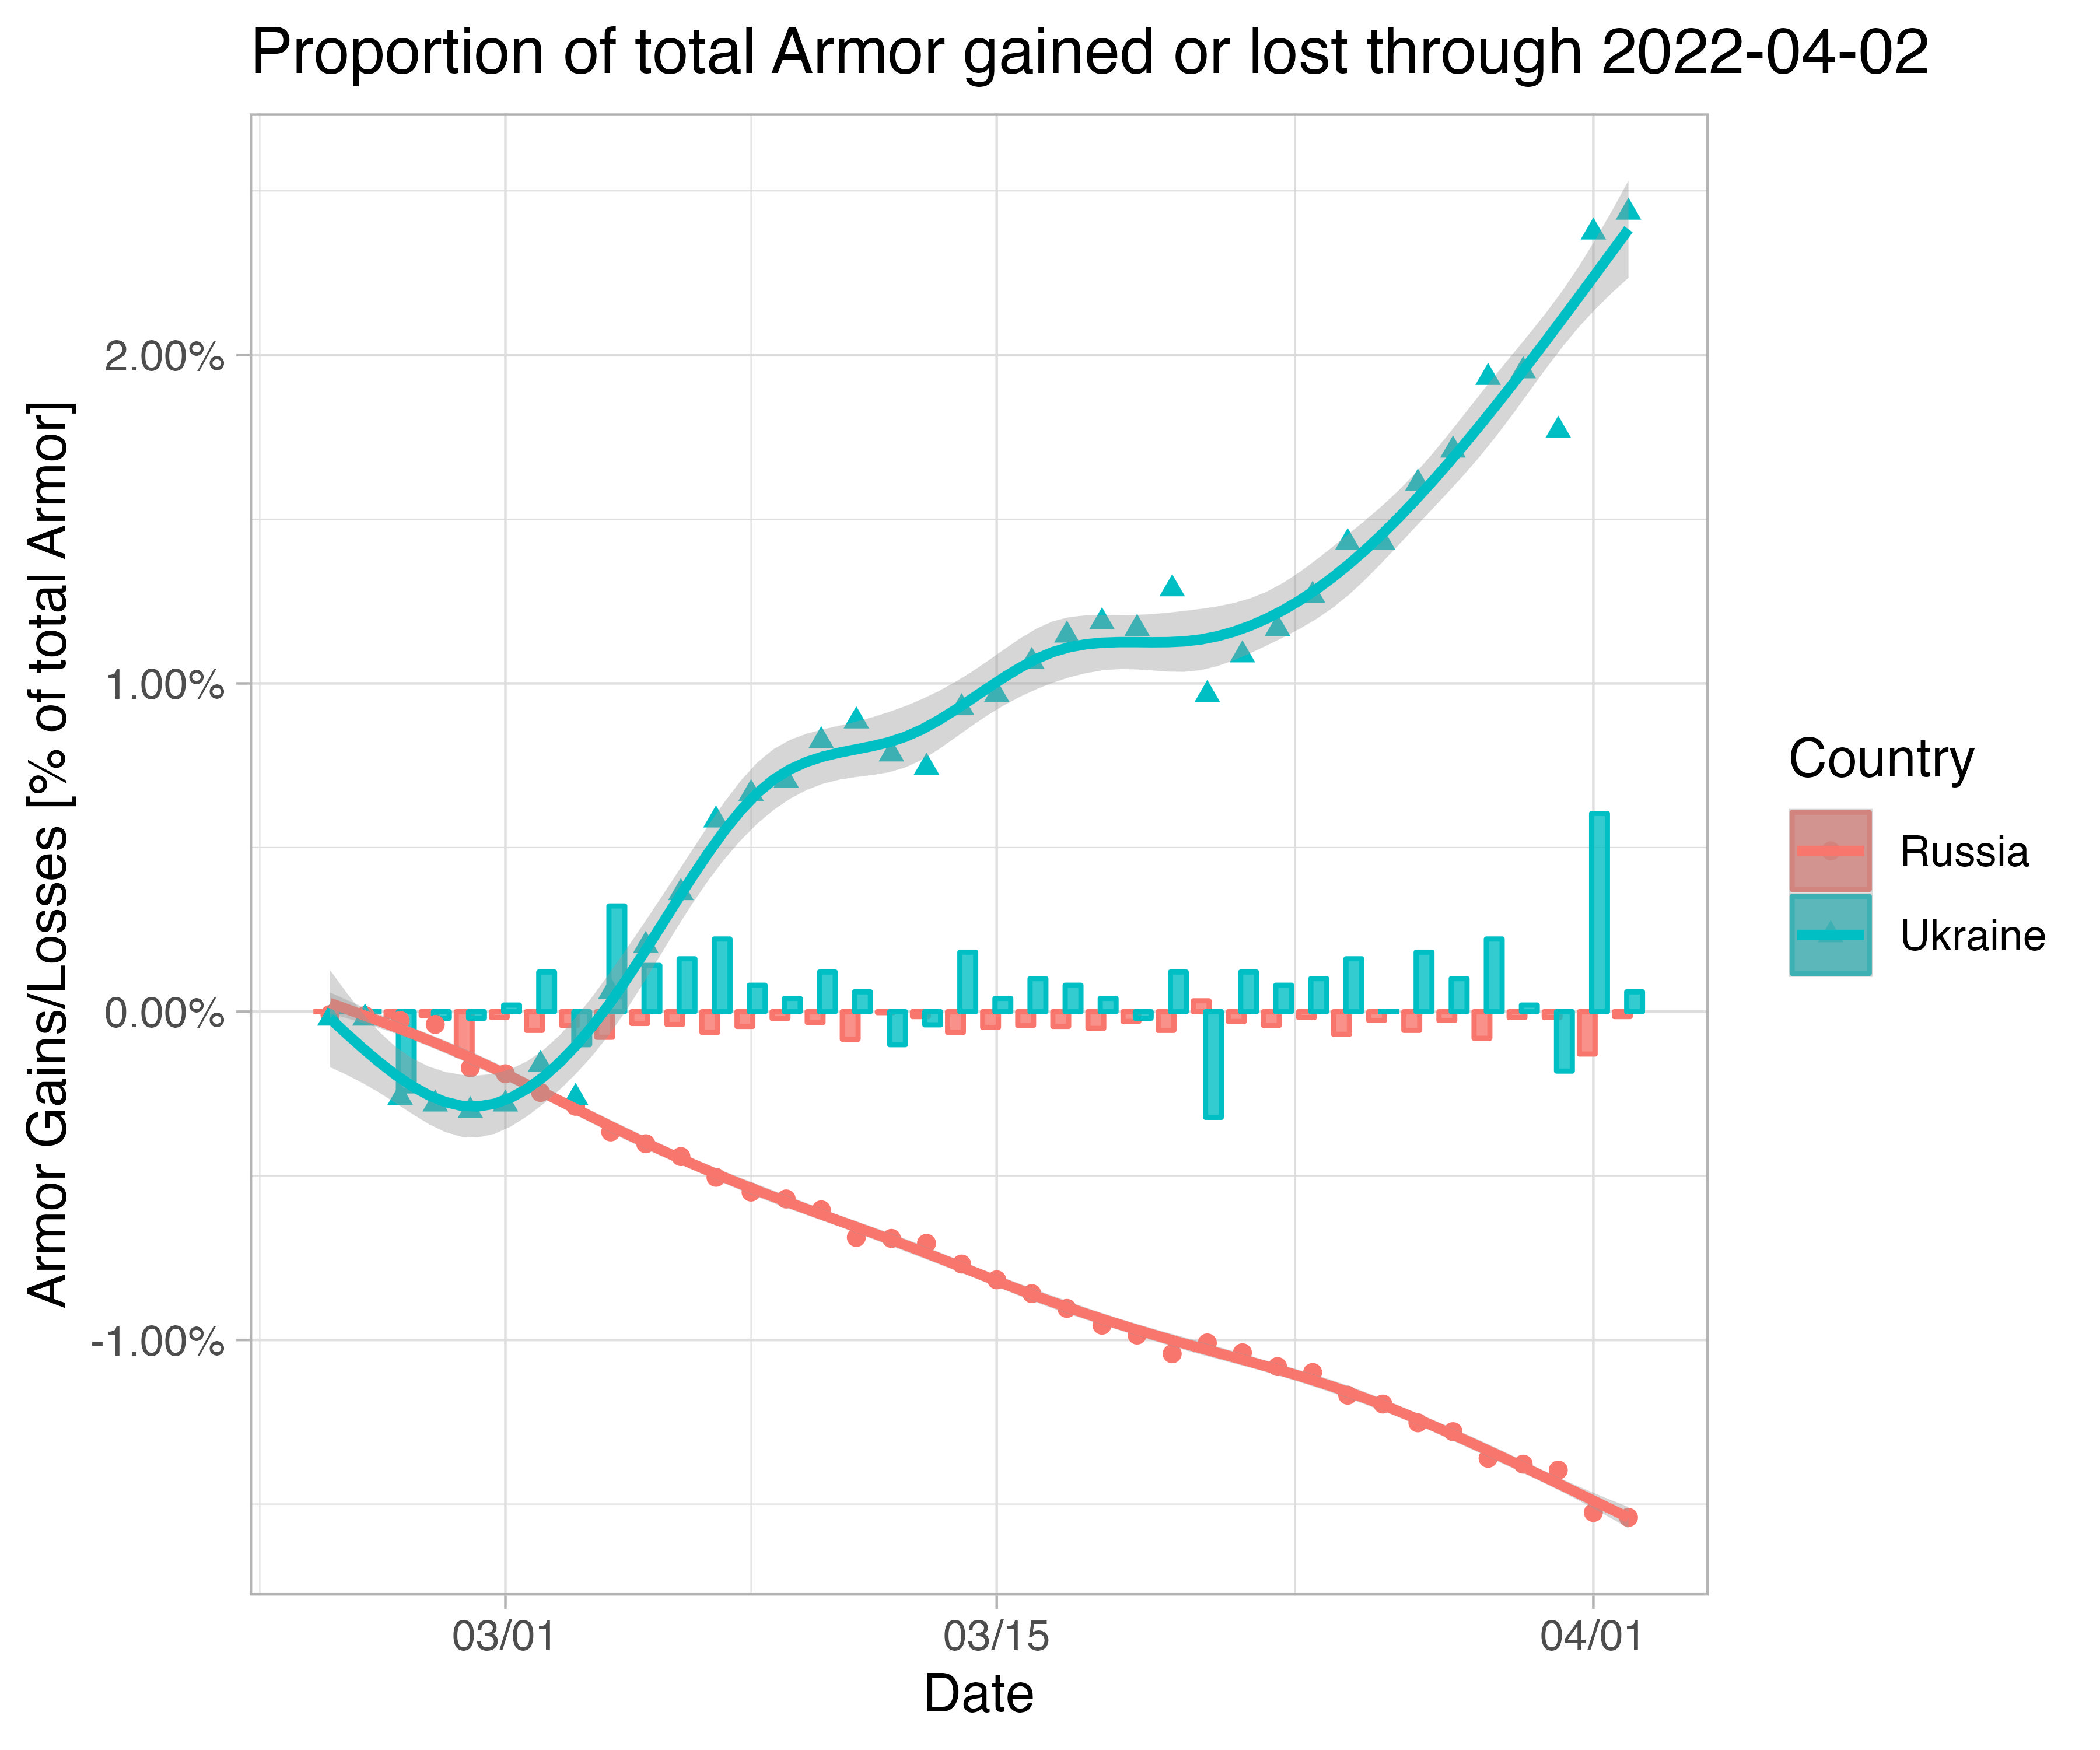 Proportion of total Armor gained or lost through 2022-04-02
Armor Gains/Losses [% of total Armor]
2.00%
1.00%
0.00%
-1.00%
03/01
03/15
04/01
Date
Country
Russia
Ukraine